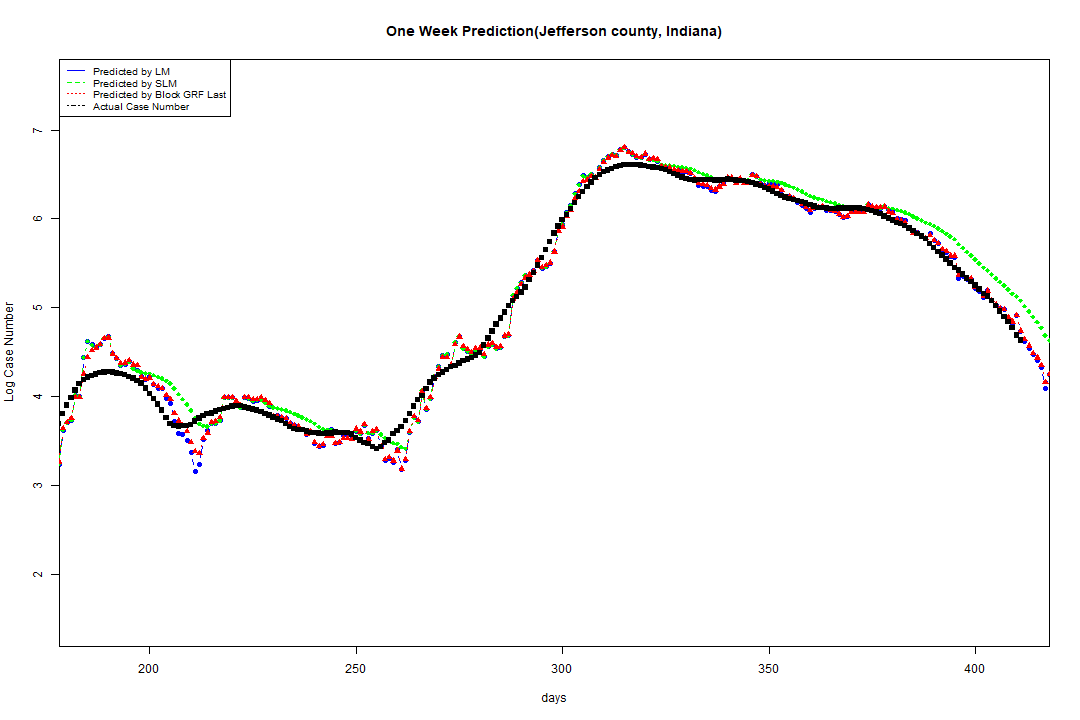 One Week Prediction(Jefferson county, Indiana)
Predicted by LM
Predicted by SLM
Predicted by Block GRF Last
Actual Case Number
7
6
5
4
3
2
Log Case Number
200 250 300 350 400
days